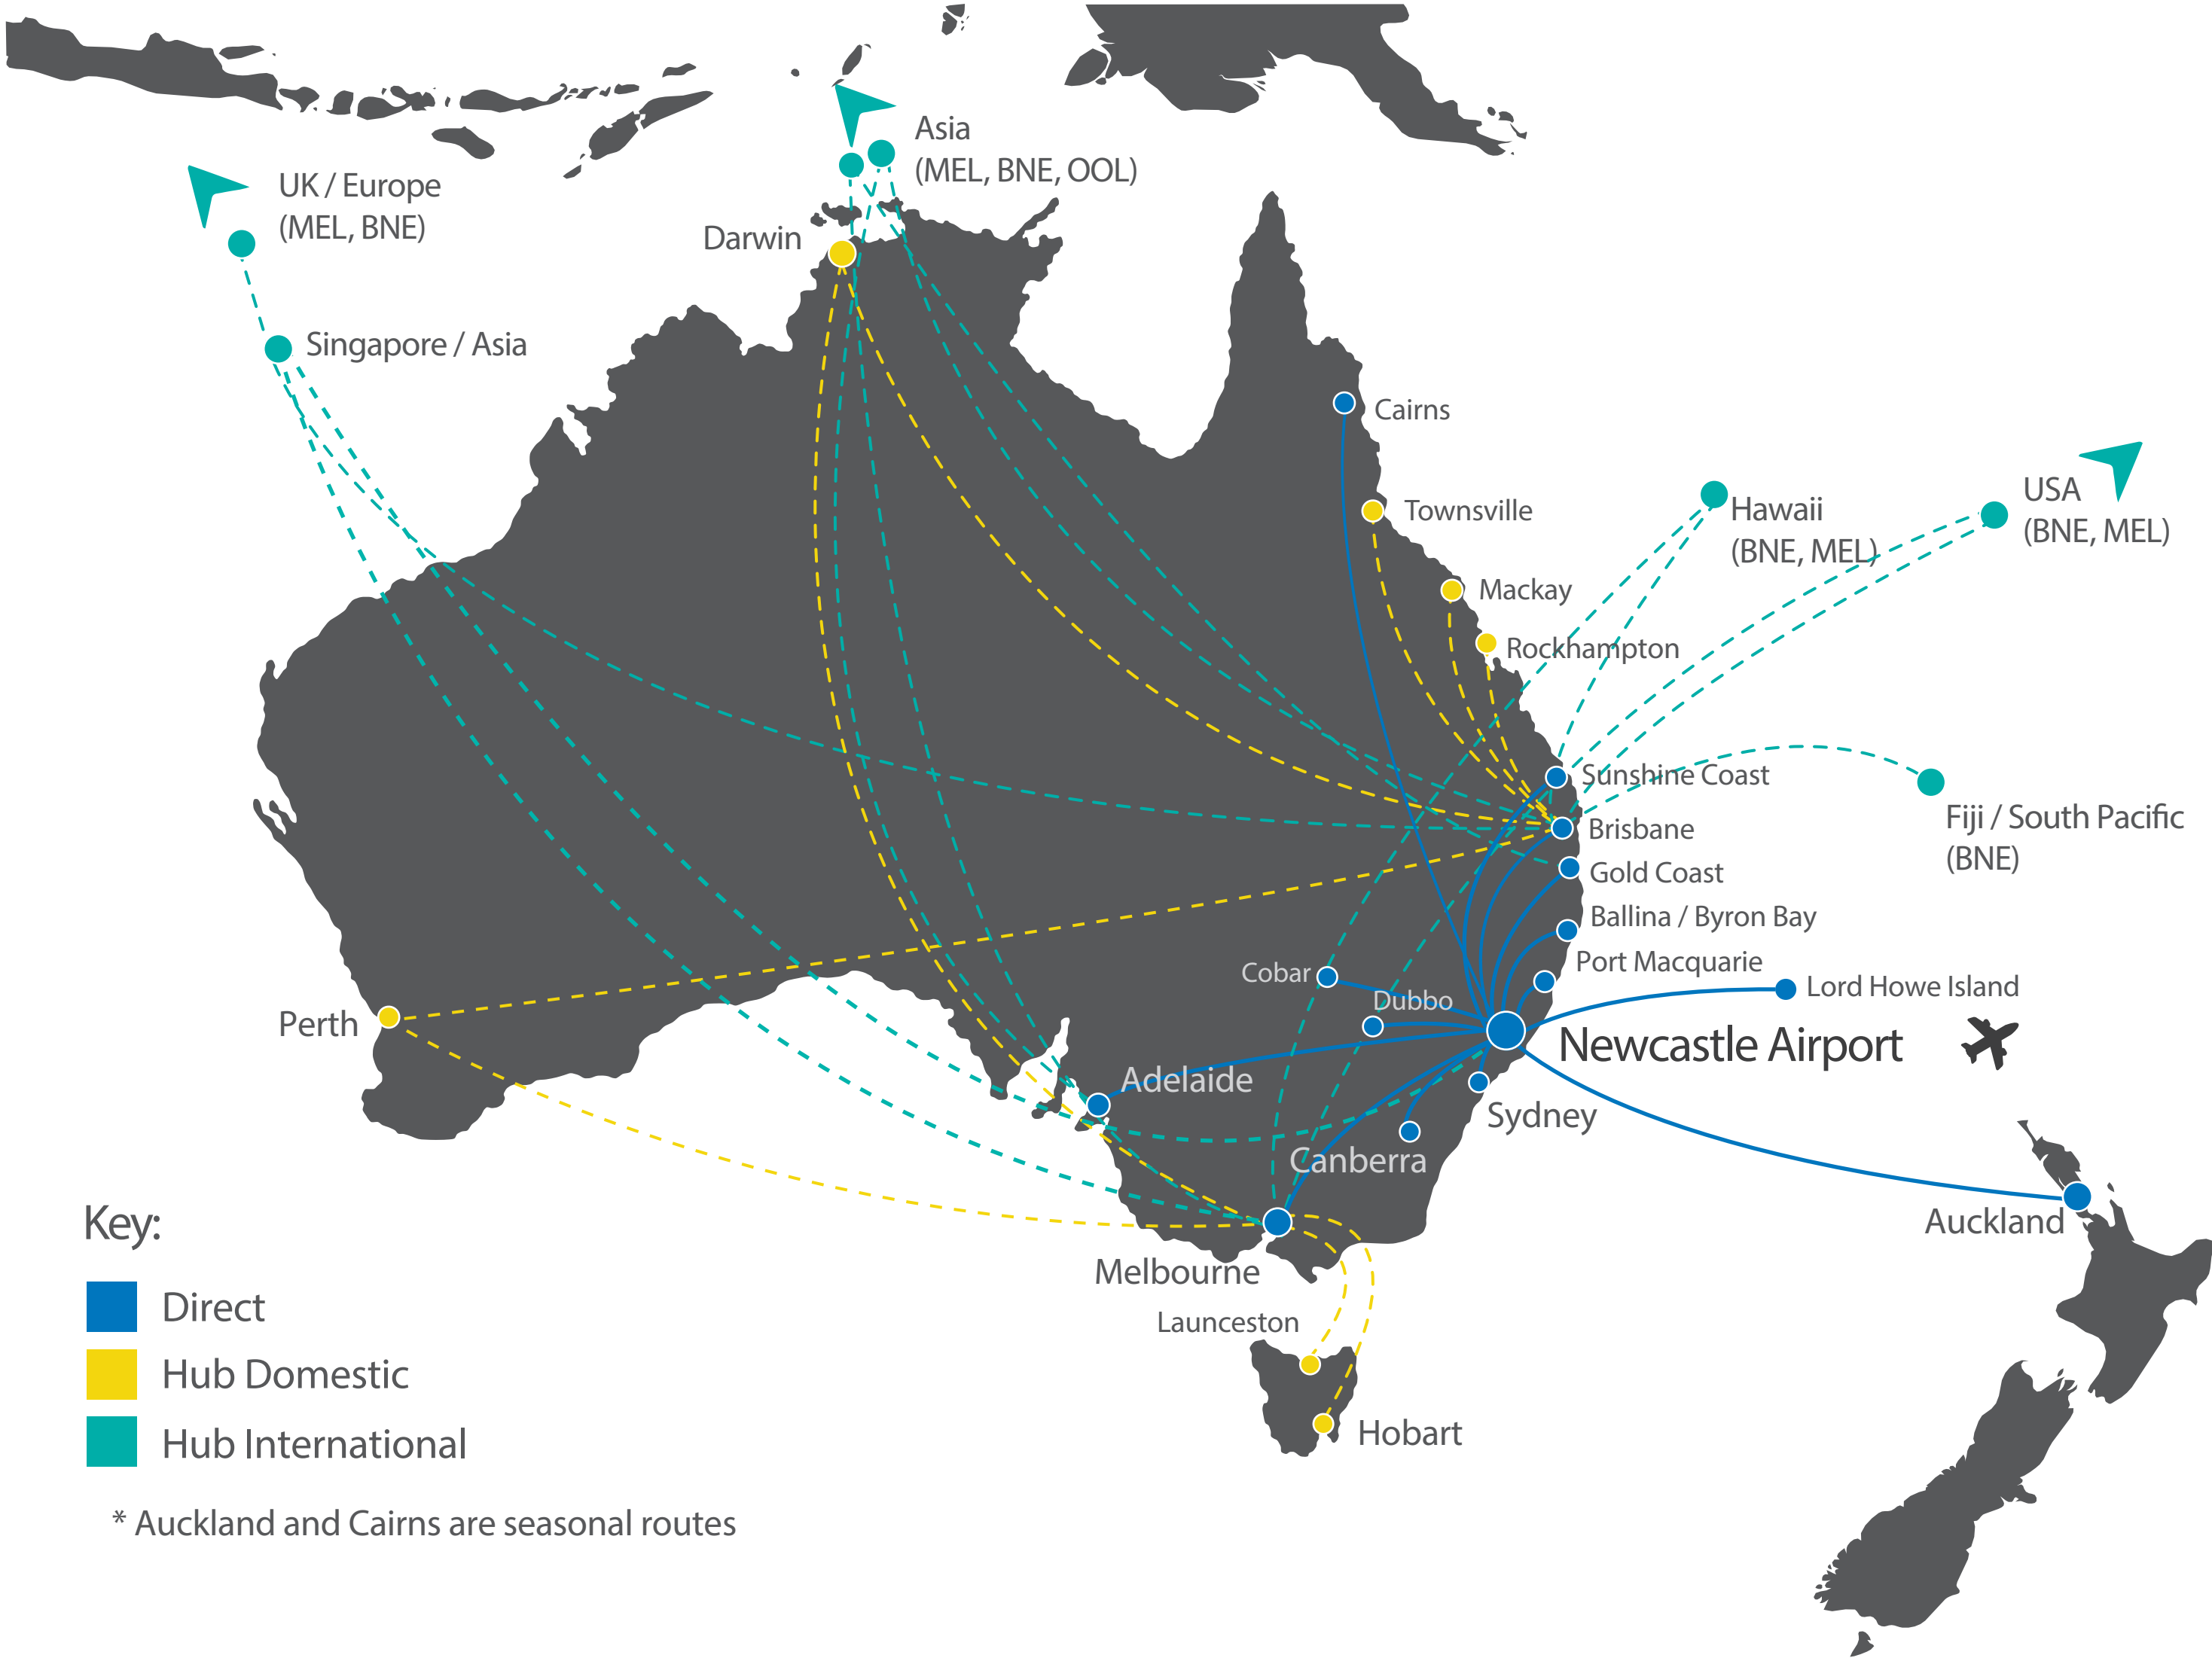 Asia
(MEL, BNE, OOL)
UK / Europe
(MEL, BNE)
Darwin
Singapore / Asia
Cairns
USA
(BNE, MEL)
Hawaii
(BNE, MEL)
Townsville
Mackay
Rockhampton
Sunshine Coast
Fiji / South Pacific
(BNE)
Brisbane
Gold Coast
Ballina / Byron Bay
Port Macquarie
Cobar
Lord Howe Island
Dubbo
Perth
Newcastle Airport
Adelaide
Sydney
Canberra
Auckland
Melbourne
Launceston
Hobart
Key:
Direct
Hub Domestic
Hub International
* Auckland and Cairns are seasonal routes